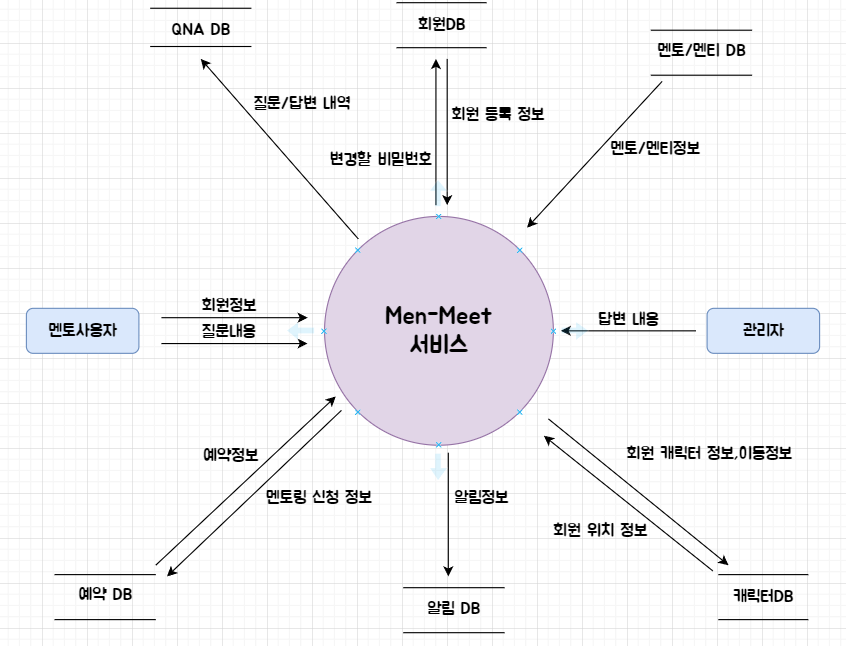 QNA DB
회원DB
멘토/멘티 DB
질문/답변 내역
회원 등록 정보
변경할 비밀번호
멘토/멘티정보
회원정보
멘토사용자
질문내용
Men-Meet
서비스
답변 내용
관리자
예약정보
멘토링 신청 정보
알림정보
회원 캐릭터 정보,이동정보
회원 위치 정보
예약 DB
알림 DB
캐릭터DB